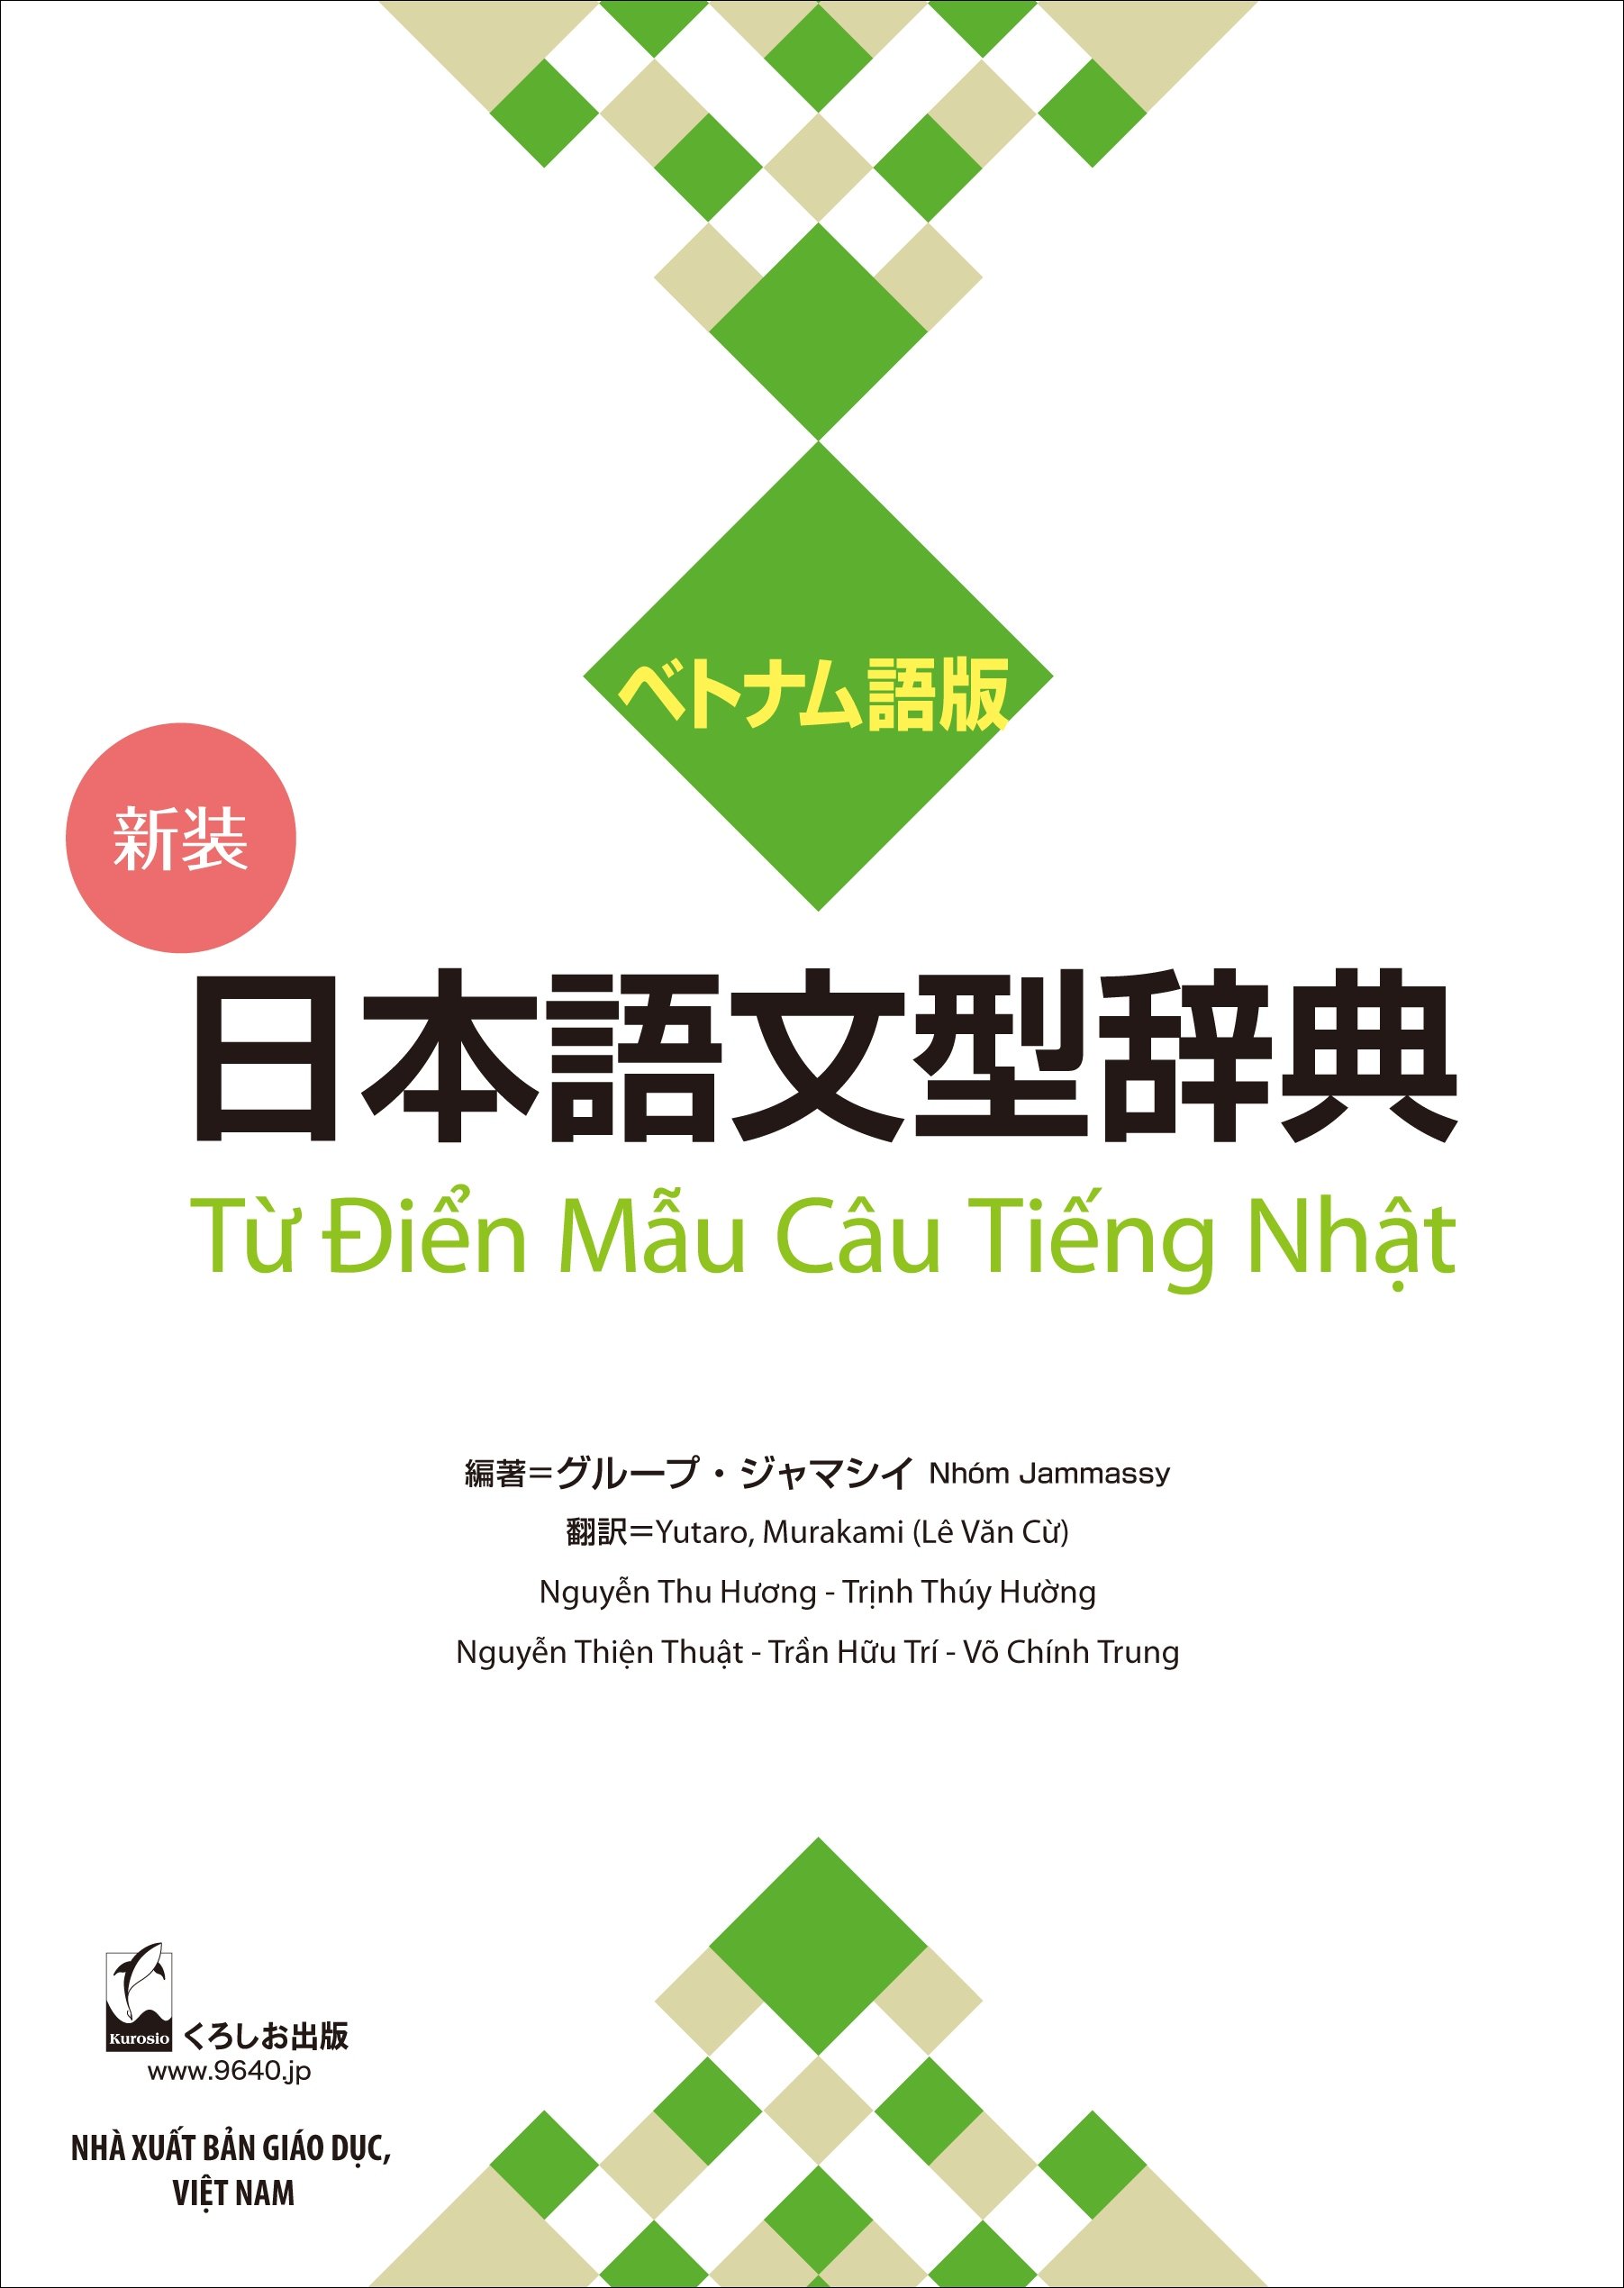 ベトナム語版
新装
日本語文型辞典
Từ Điển Mẫu Câu Tiếng Nhật
編著＝グループ・ジャマシイ Nhóm Jammassy
翻訳＝Yutaro, Murakami (Lê Văn Cừ)
Nguyễn Thu Hương - Trịnh Thúy Hường
Nguyễn Thiện Thuật - Trần Hữu Trí - Võ Chính Trung
Kurosio くろしお出版
www.9640.jp
NHÀ XUẤT BẢN GIÁO DỤC,
VIỆT NAM